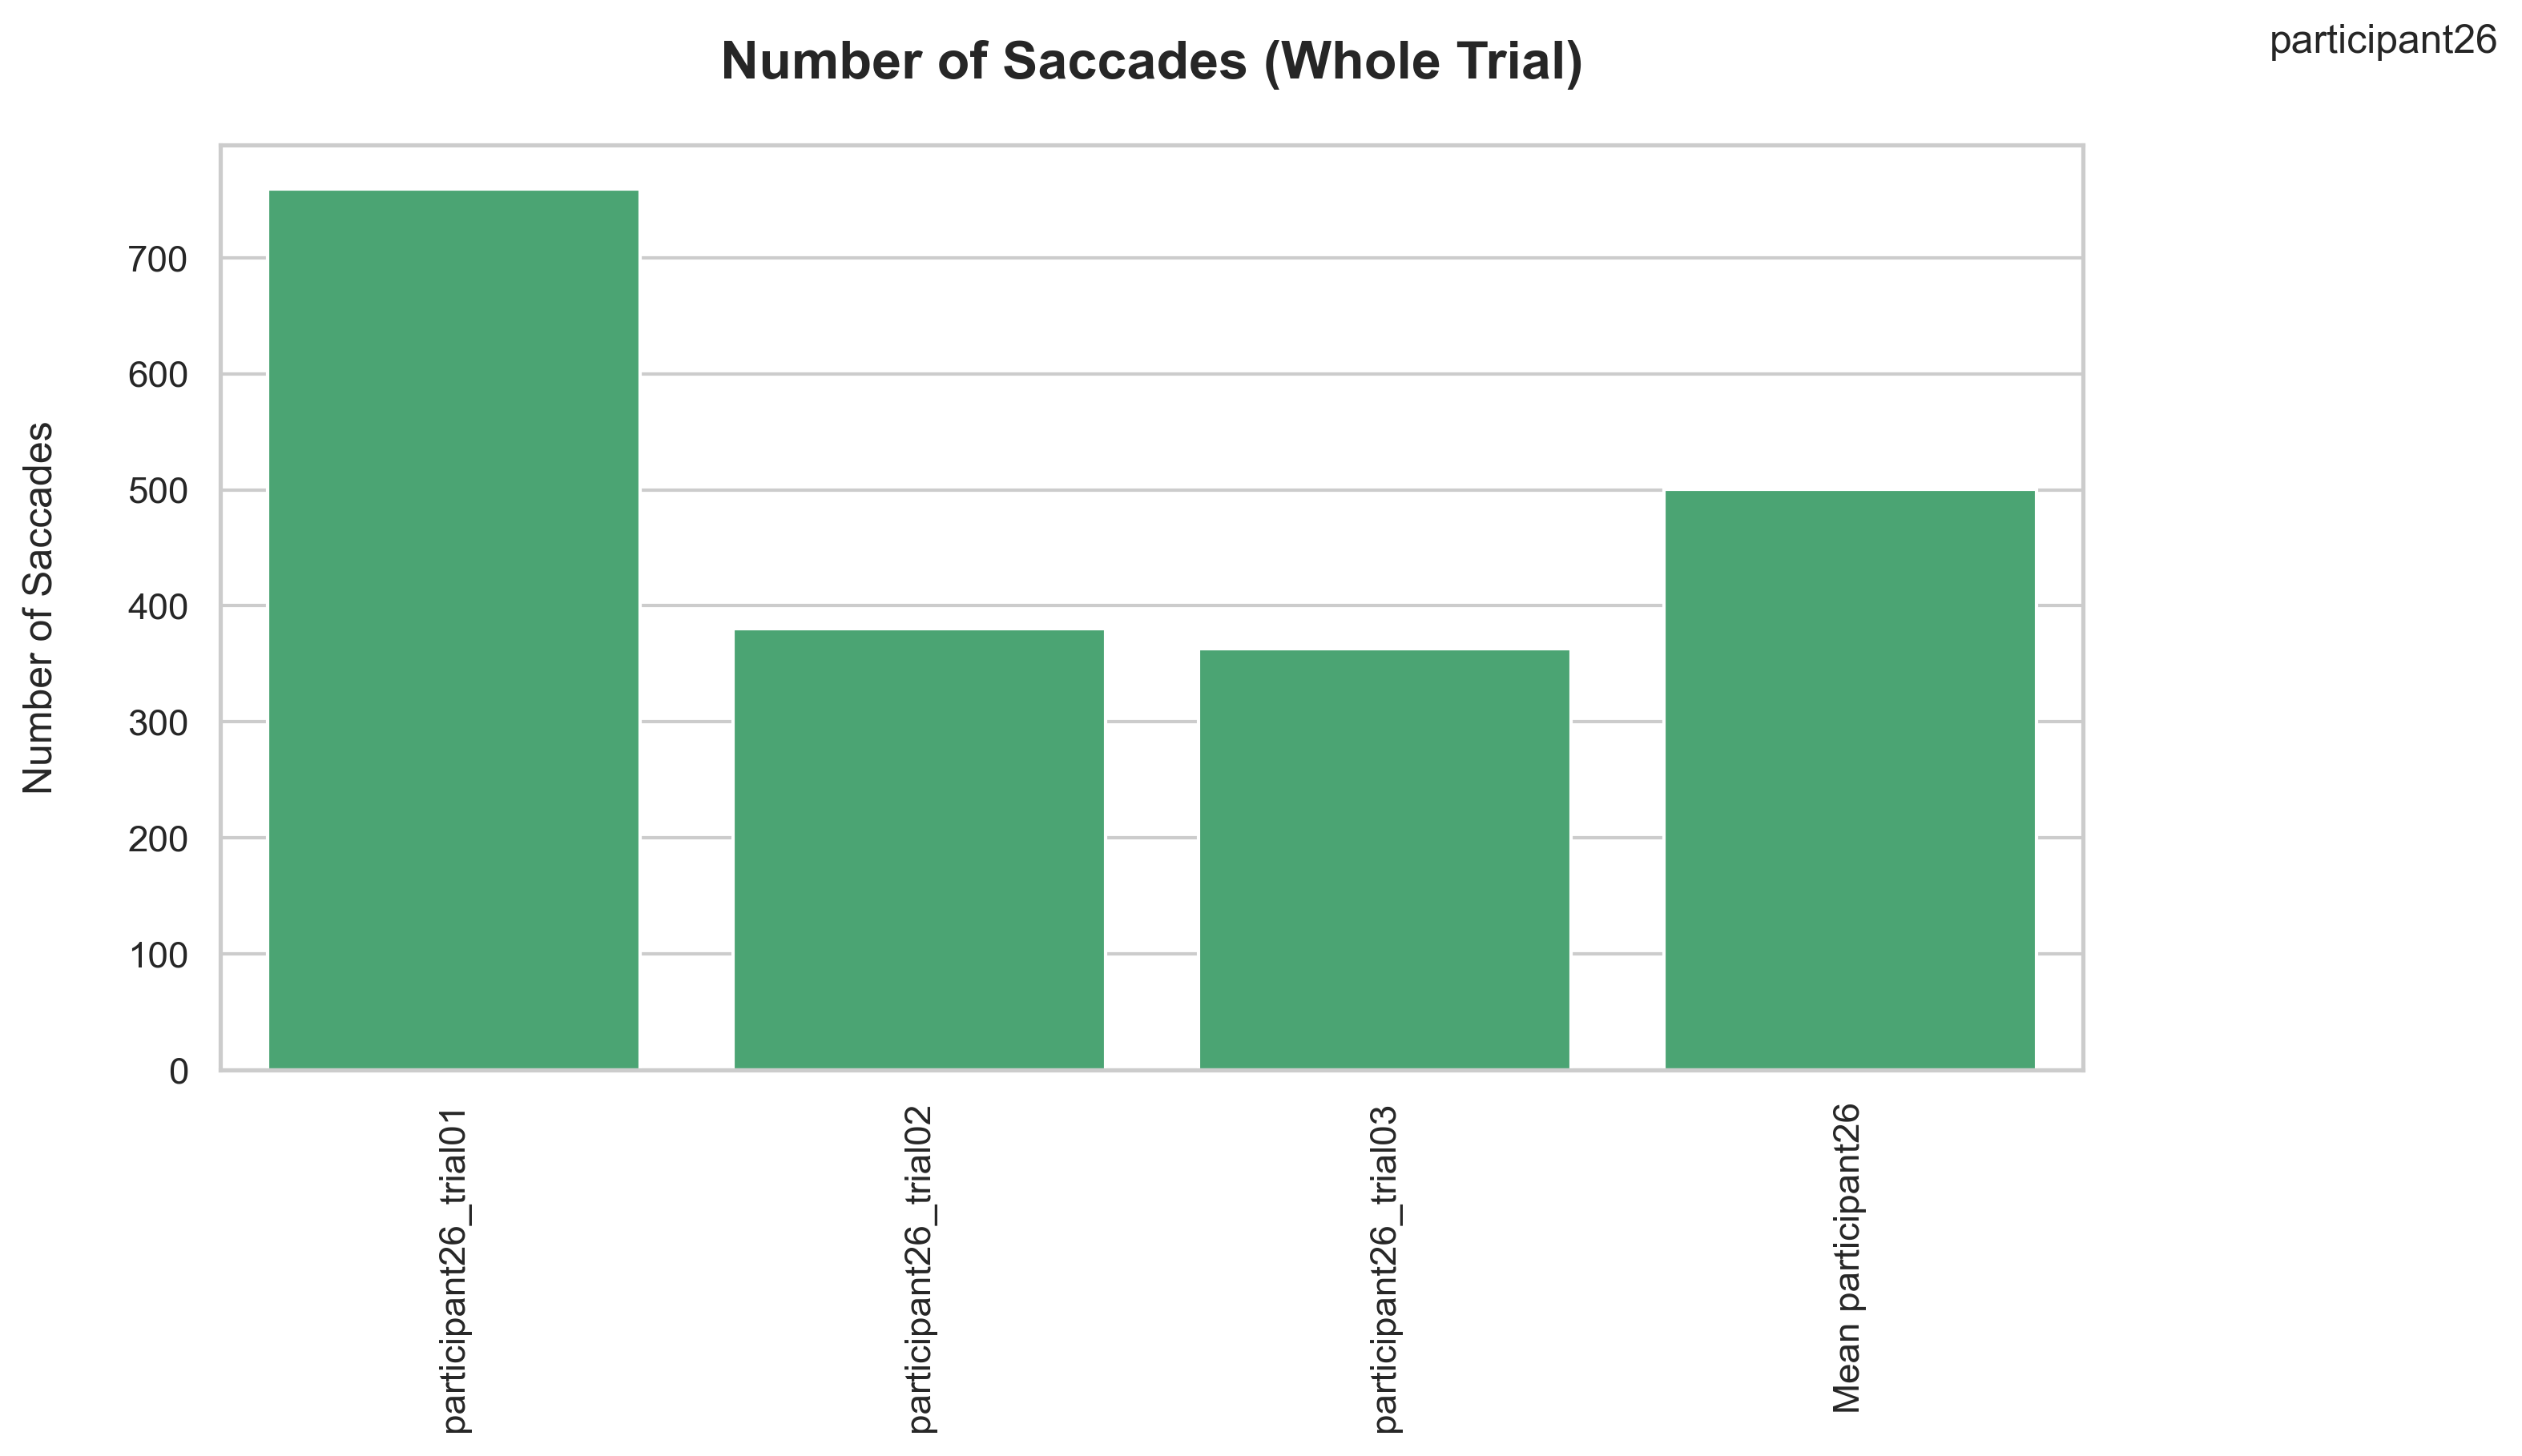 participant26
Number of Saccades (Whole Trial)
Number of Saccades
700
600
500
400
300
200
100
0
participant26_trial01
participant26_trial02
participant26_trial03
Mean participant26